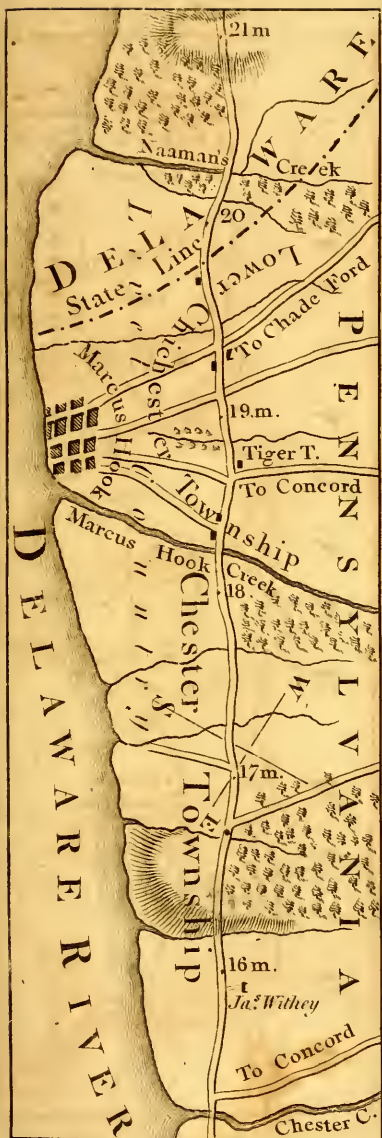 21m
Naaman's Creek
DELAWARE
20
State Line
Lower Chichester Township
To Chade Ford
Marcus Hook
19.m.
Tiger T.
To Concord
PENNSYLVANIA
Marcus Hook Creek
18.
Chester Township
W
S
E
17m.
16m.
Jas. Withey
To Concord
Chester C.
DELAWARE RIVER